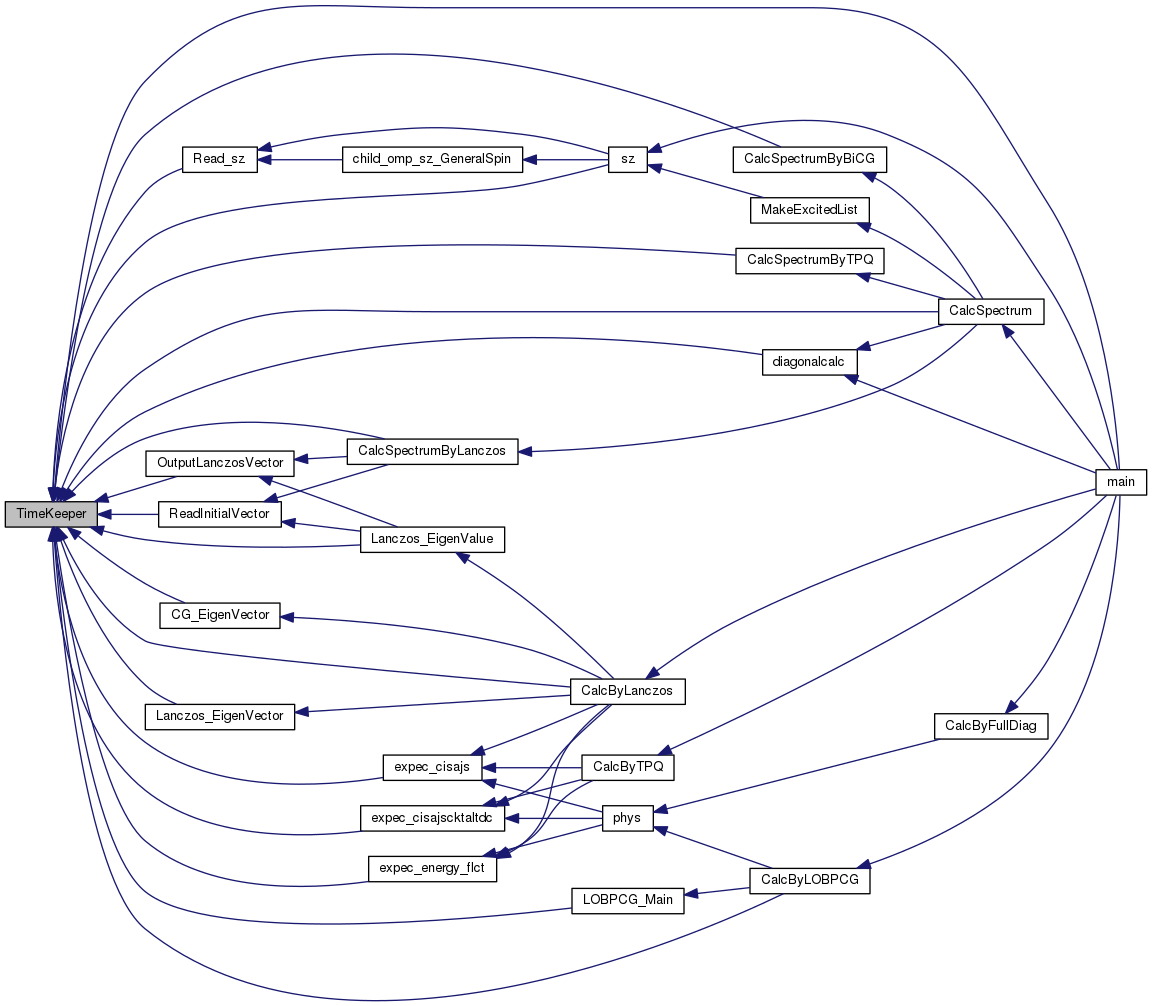 Read_sz
child_omp_sz_GeneralSpin
sz
CalcSpectrumByBiCG
MakeExcitedList
CalcSpectrumByTPQ
CalcSpectrum
diagonalcalc
CalcSpectrumByLanczos
OutputLanczosVector
main
TimeKeeper
ReadInitialVector
Lanczos_EigenValue
CG_EigenVector
CalcByLanczos
Lanczos_EigenVector
CalcByFullDiag
expec_cisajs
CalcByTPQ
expec_cisajscktaltdc
phys
expec_energy_flct
CalcByLOBPCG
LOBPCG_Main